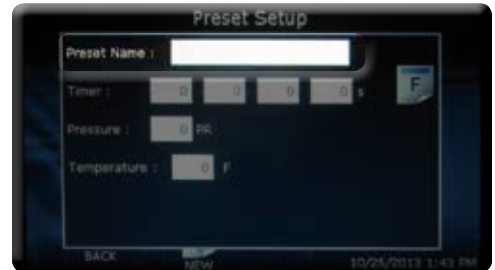 Preset Setup
Preset Name :
Timer : 0 0 0 0 s F
Pressure : 0 PR
Temperature : 0 F
BACK NEW 10/25/2013 1:43 PM